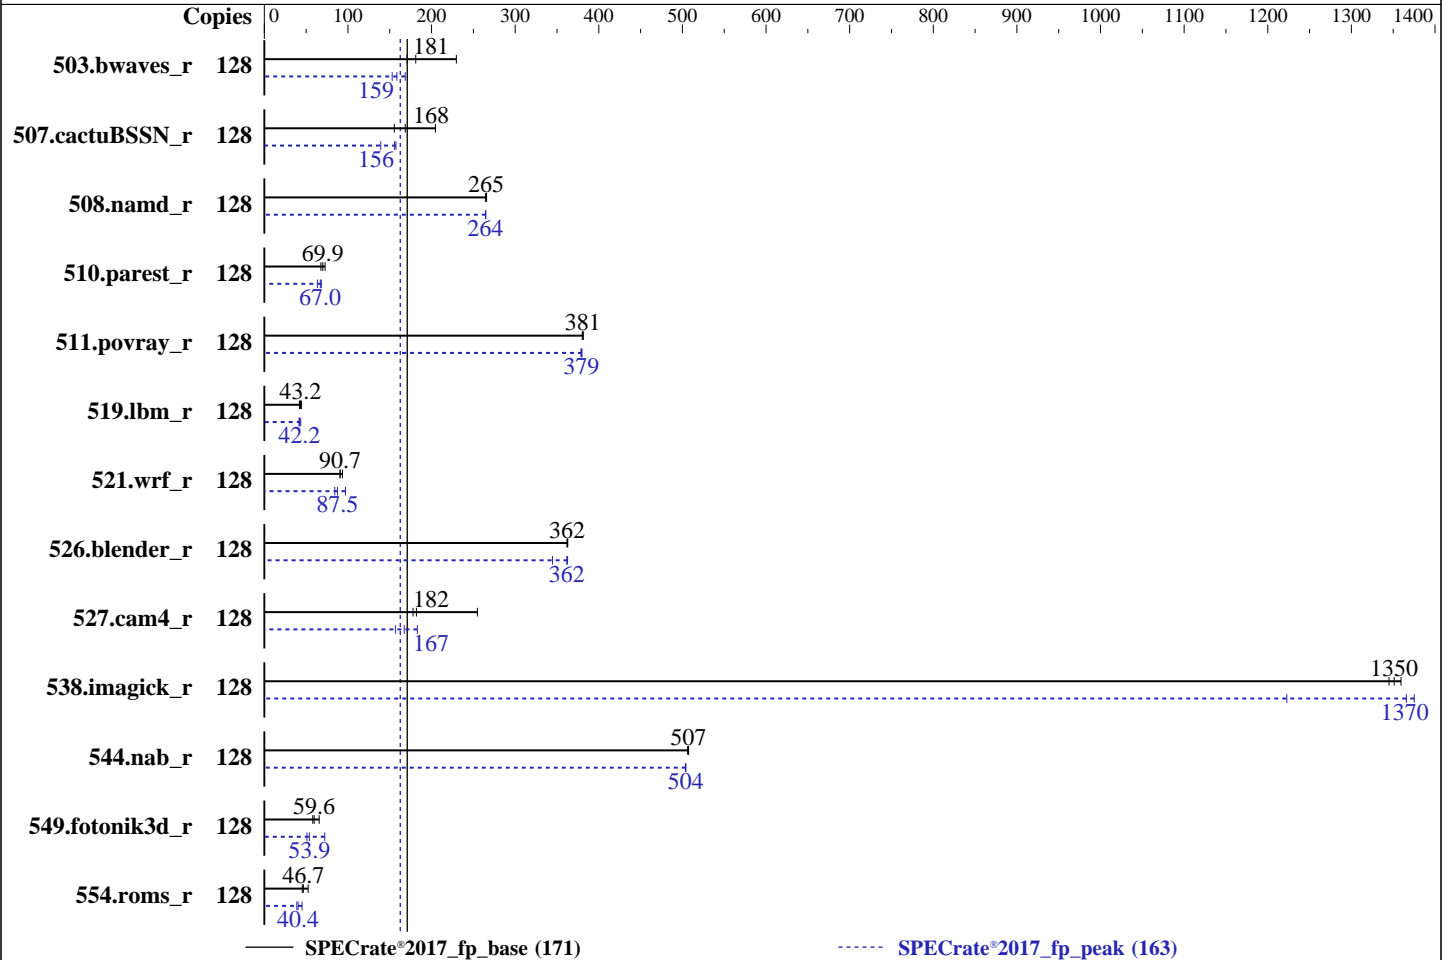 Copies 0 100 200 300 400 500 600 700 800 900 1000 1100 1200 1300 1400
503.bwaves_r 128 181
159
507.cactuBSSN_r 128 168
156
508.namd_r 128 265
264
510.parest_r 128 69.9
67.0
511.povray_r 128 381
379
519.lbm_r 128 43.2
42.2
521.wrf_r 128 90.7
87.5
526.blender_r 128 362
362
527.cam4_r 128 182
167
538.imagick_r 128 1350
1370
544.nab_r 128 507
504
549.fotonik3d_r 128 59.6
53.9
554.roms_r 128 46.7
40.4
SPECrate®2017_fp_base (171) SPECrate®2017_fp_peak (163)